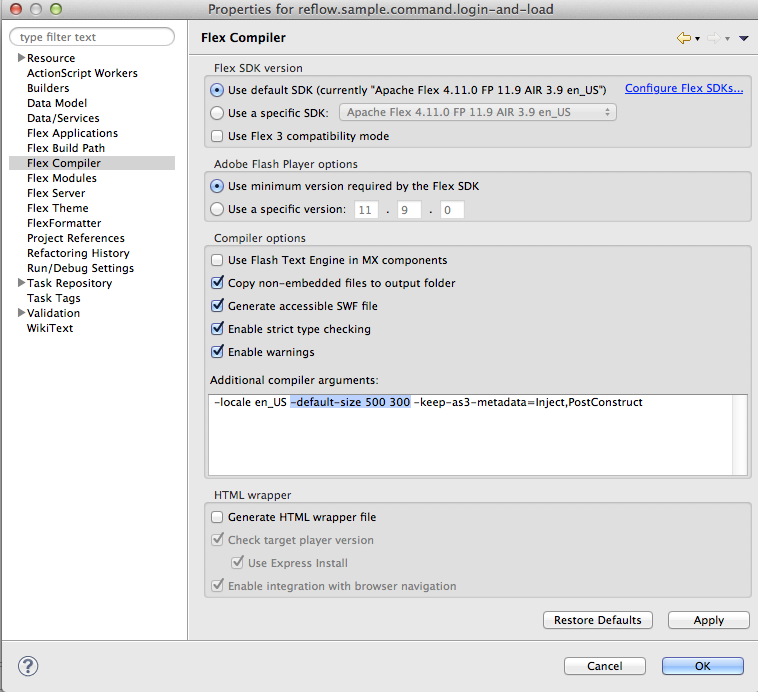 Properties for reflow.sample.command.login-and-load
type filter text
Resource
ActionScript Workers
Builders
Data Model
Data/Services
Flex Applications
Flex Build Path
Flex Compiler
Flex Modules
Flex Server
Flex Theme
FlexFormatter
Project References
Refactoring History
Run/Debug Settings
Task Repository
Task Tags
Validation
WikiText
Flex Compiler
Flex SDK version
Use default SDK (currently "Apache Flex 4.11.0 FP 11.9 AIR 3.9 en_US")
Configure Flex SDKs...
Use a specific SDK: Apache Flex 4.11.0 FP 11.9 AIR 3.9 en_US
Use Flex 3 compatibility mode
Adobe Flash Player options
Use minimum version required by the Flex SDK
Use a specific version: 11 . 9 . 0
Compiler options
Use Flash Text Engine in MX components
Copy non-embedded files to output folder
Generate accessible SWF file
Enable strict type checking
Enable warnings
Additional compiler arguments:
-locale en_US -default-size 500 300 -keep-as3-metadata=Inject,PostConstruct
HTML wrapper
Generate HTML wrapper file
Check target player version
Use Express Install
Enable integration with browser navigation
Restore Defaults
Apply
?
Cancel
OK